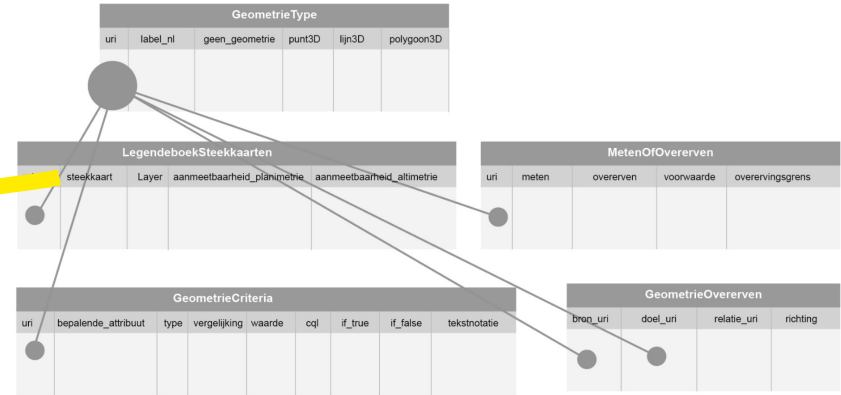 GeometrieType
uri label_nl geen_geometrie punt3D lijn3D polygoon3D
LegendeboekSteekkaarten
steekkaart Layer aanmeetbaarheid_planimetrie aanmeetbaarheid_altimetrie
MetenOfOvererven
uri meten overerven voorwaarde overervingsgrens
GeometrieCriteria
uri bepalende_attribuut type vergelijking waarde cql if_true if_false tekstnotatie
GeometrieOvererven
bron_uri doel_uri relatie_uri richting